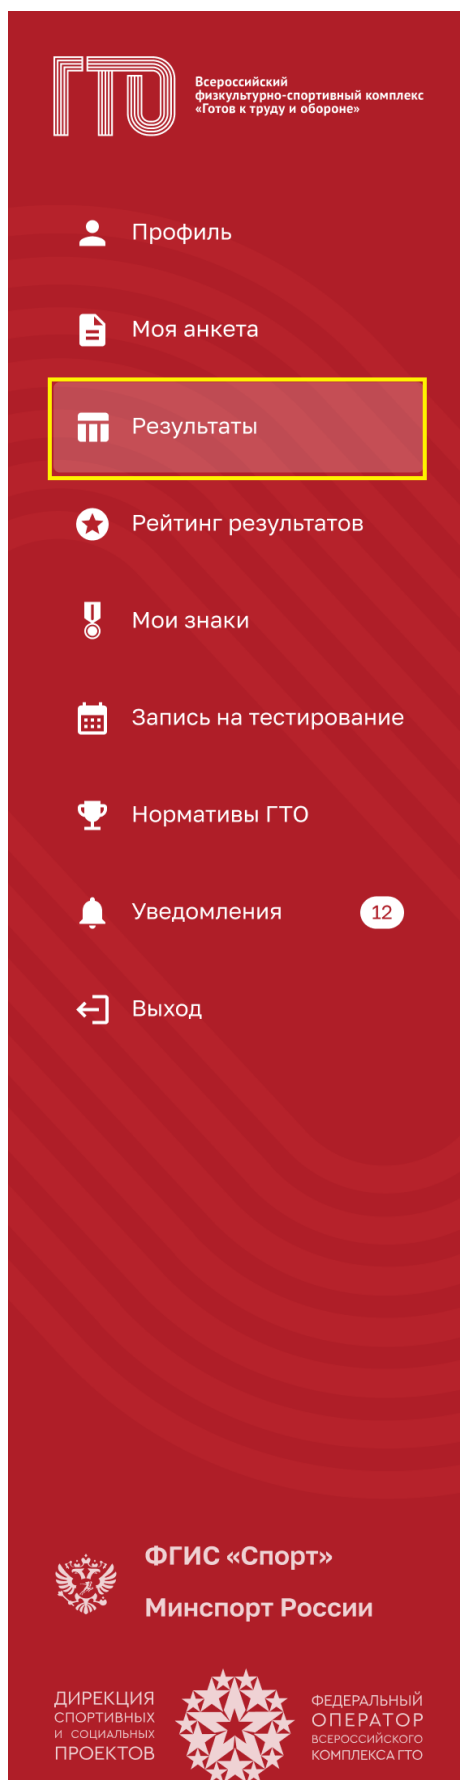 ГТО
Всероссийский
физкультурно-спортивный комплекс
«Готов к труду и обороне»
Профиль
Моя анкета
Результаты
Рейтинг результатов
Мои знаки
Запись на тестирование
Нормативы ГТО
Уведомления 12
Выход
ФГИС «Спорт»
Минспорт России
ДИРЕКЦИЯ
СПОРТИВНЫХ
И СОЦИАЛЬНЫХ
ПРОЕКТОВ
ФЕДЕРАЛЬНЫЙ
ОПЕРАТОР
ВСЕРОССИЙСКОГО
КОМПЛЕКСА ГТО